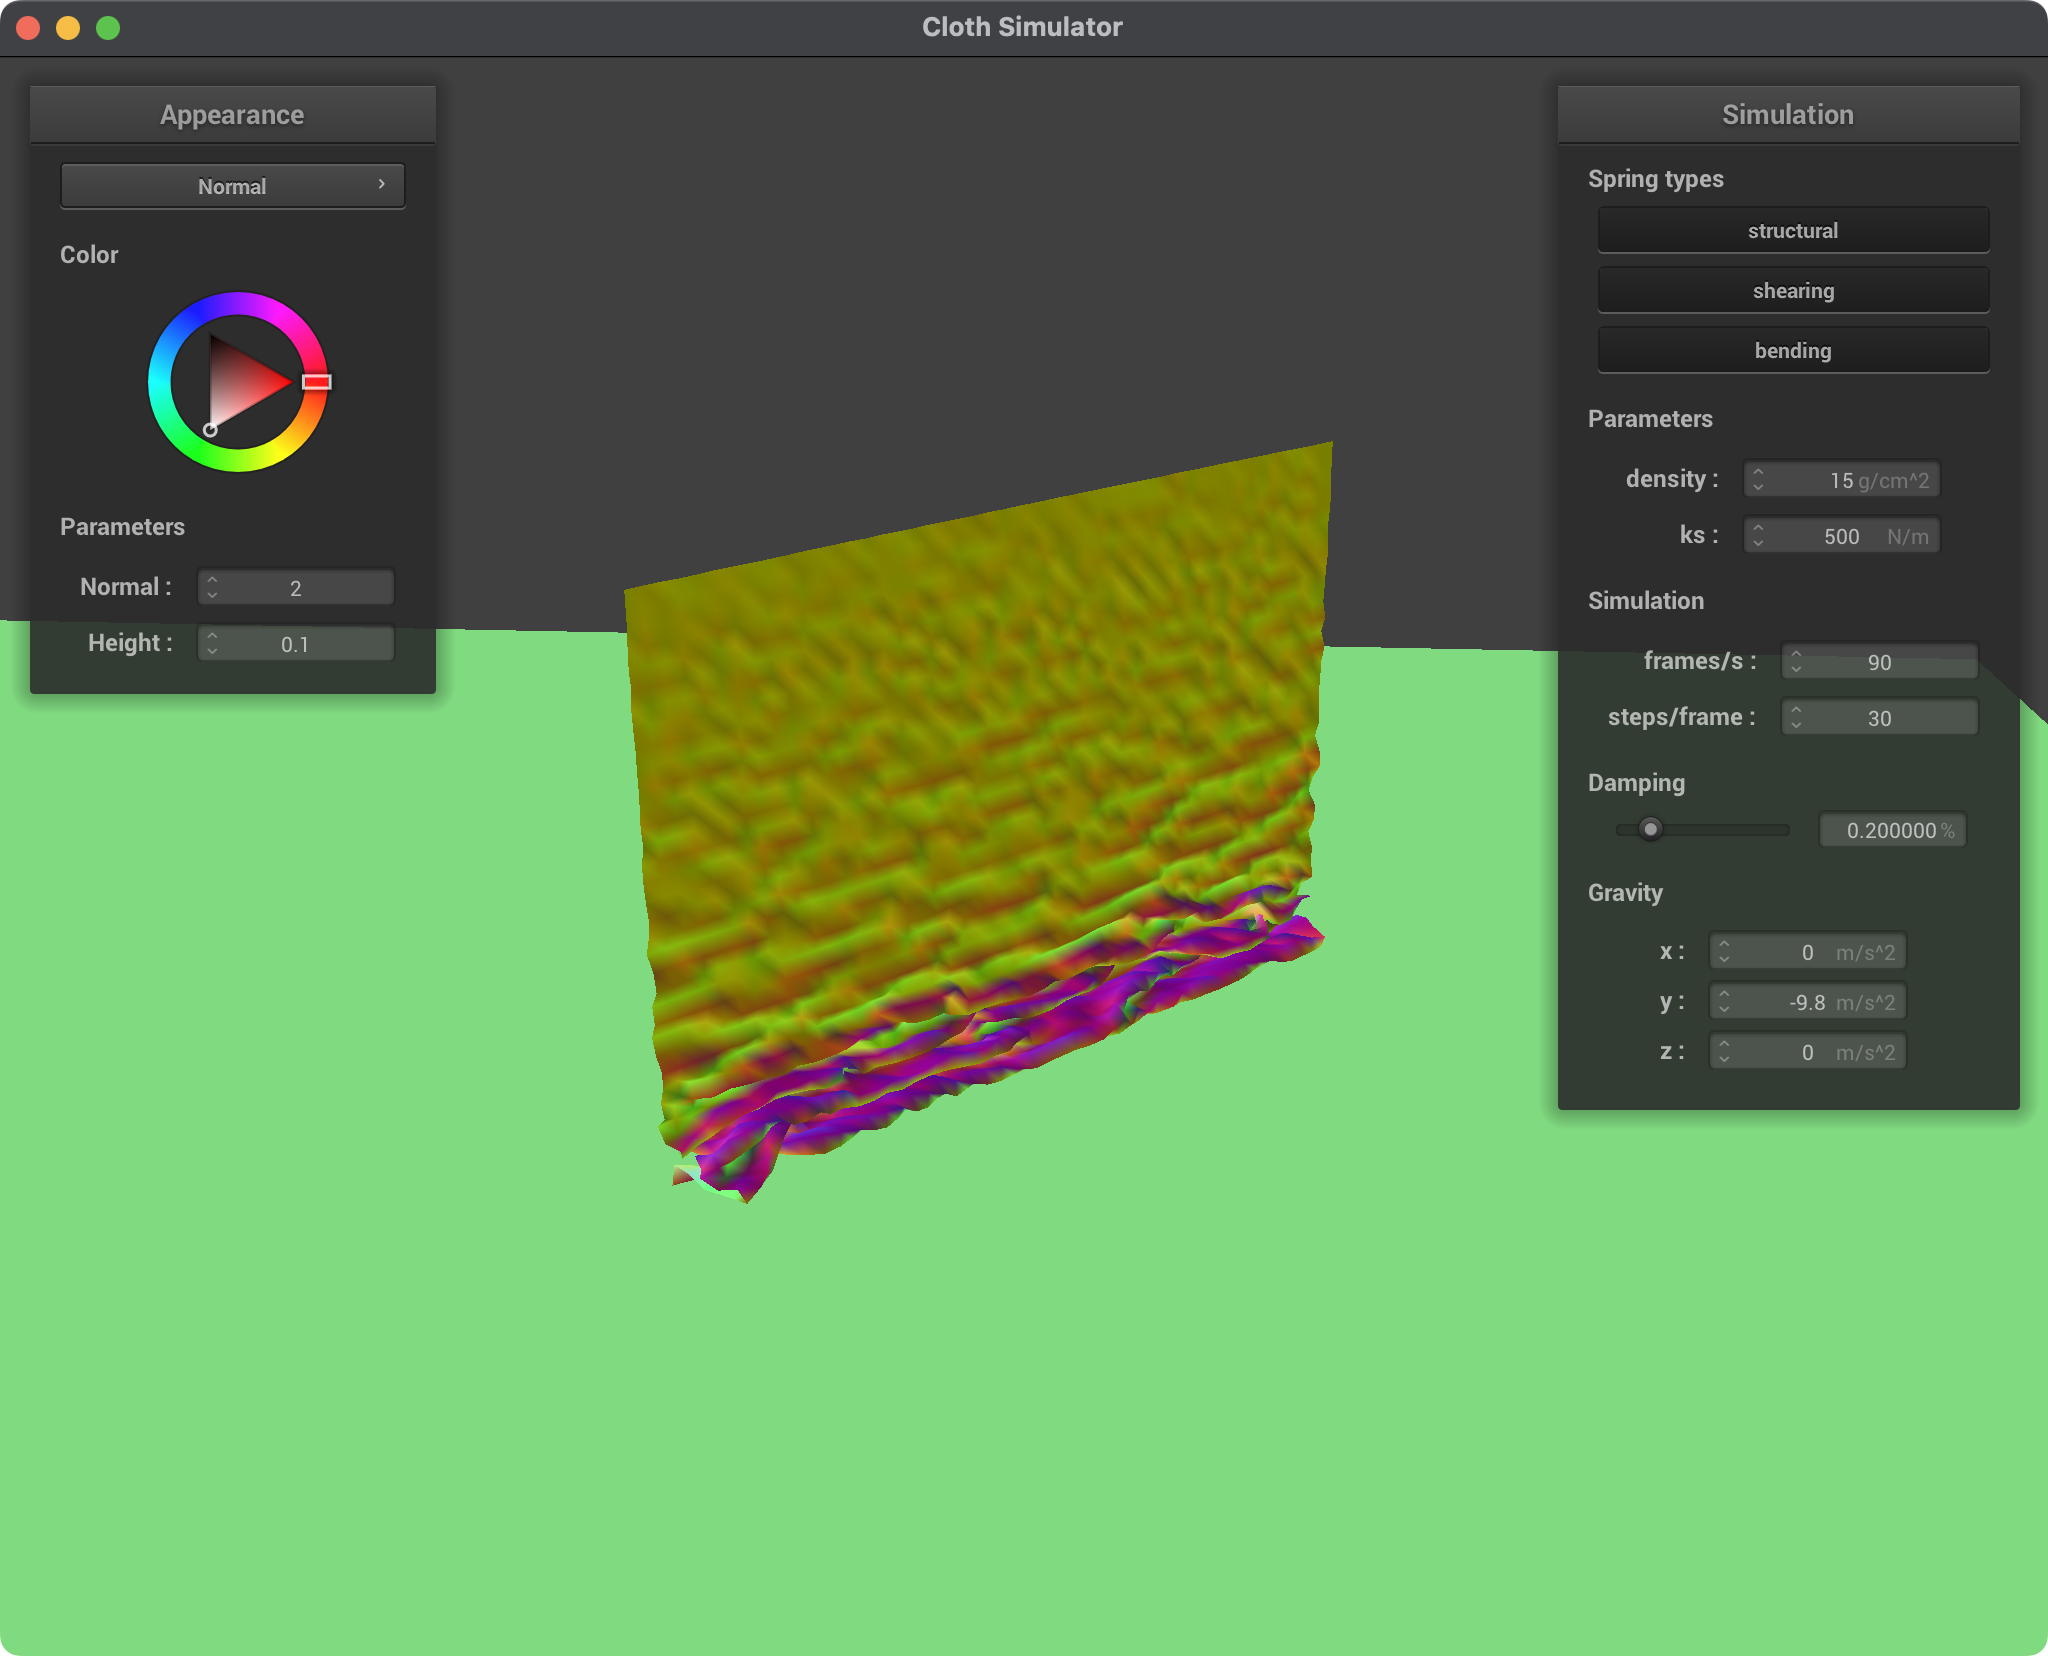 Cloth Simulator
Appearance
Normal
Color
Parameters
Normal : 2
Height : 0.1
Simulation
Spring types
structural
shearing
bending
Parameters
density : 15 g/cm^2
ks : 500 N/m
Simulation
frames/s : 90
steps/frame : 30
Damping
0.200000 %
Gravity
x : 0 m/s^2
y : -9.8 m/s^2
z : 0 m/s^2